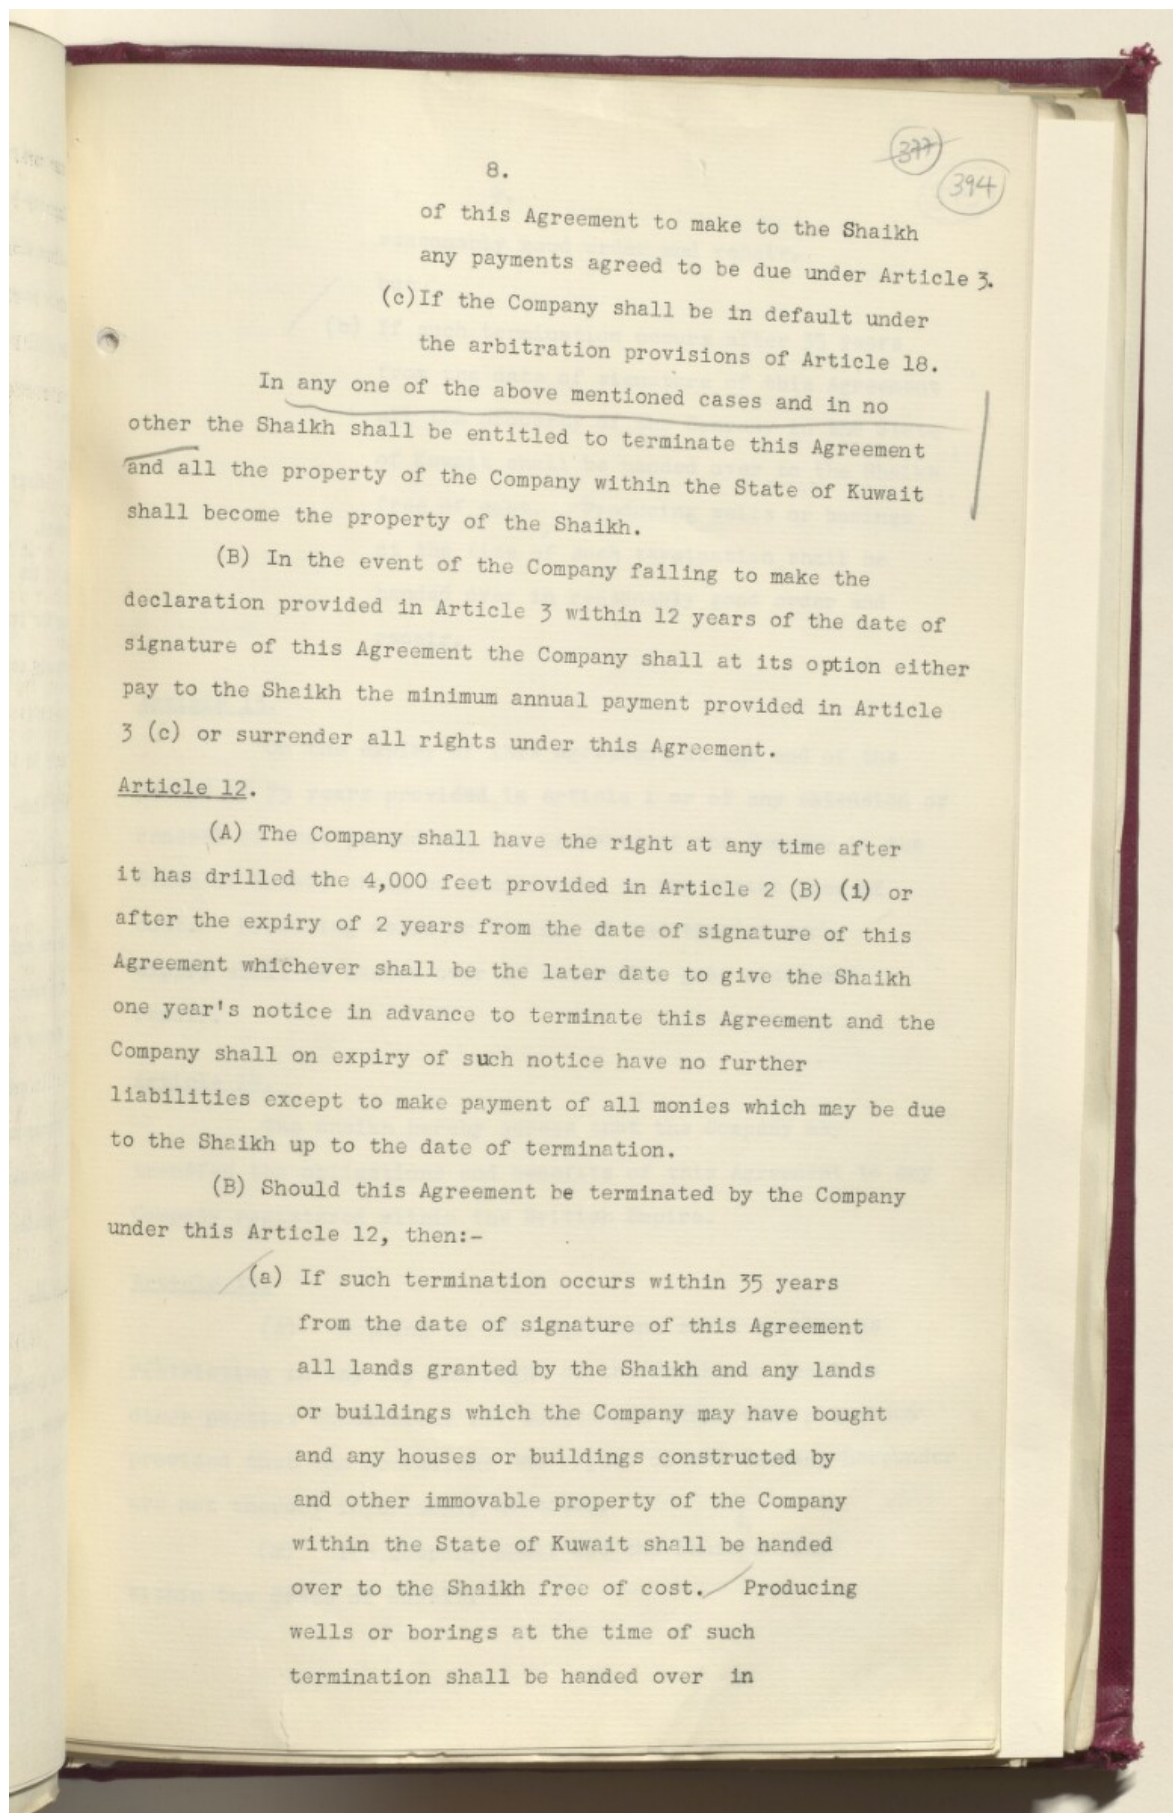 377
394
8.
of this Agreement to make to the Shaikh
any payments agreed to be due under Article 3.
(c)If the Company shall be in default under
the arbitration provisions of Article 18.
In any one of the above mentioned cases and in no
other the Shaikh shall be entitled to terminate this Agreement
and all the property of the Company within the State of Kuwait
shall become the property of the Shaikh.
(B) In the event of the Company failing to make the
declaration provided in Article 3 within 12 years of the date of
signature of this Agreement the Company shall at its option either
pay to the Shaikh the minimum annual payment provided in Article
3 (c) or surrender all rights under this Agreement.
Article 12.
(A) The Company shall have the right at any time after
it has drilled the 4,000 feet provided in Article 2 (B) (i) or
after the expiry of 2 years from the date of signature of this
Agreement whichever shall be the later date to give the Shaikh
one year's notice in advance to terminate this Agreement and the
Company shall on expiry of such notice have no further
liabilities except to make payment of all monies which may be due
to the Shaikh up to the date of termination.
(B) Should this Agreement be terminated by the Company
under this Article 12, then:-
(a) If such termination occurs within 35 years
from the date of signature of this Agreement
all lands granted by the Shaikh and any lands
or buildings which the Company may have bought
and any houses or buildings constructed by
and other immovable property of the Company
within the State of Kuwait shall be handed
over to the Shaikh free of cost. Producing
wells or borings at the time of such
termination shall be handed over in